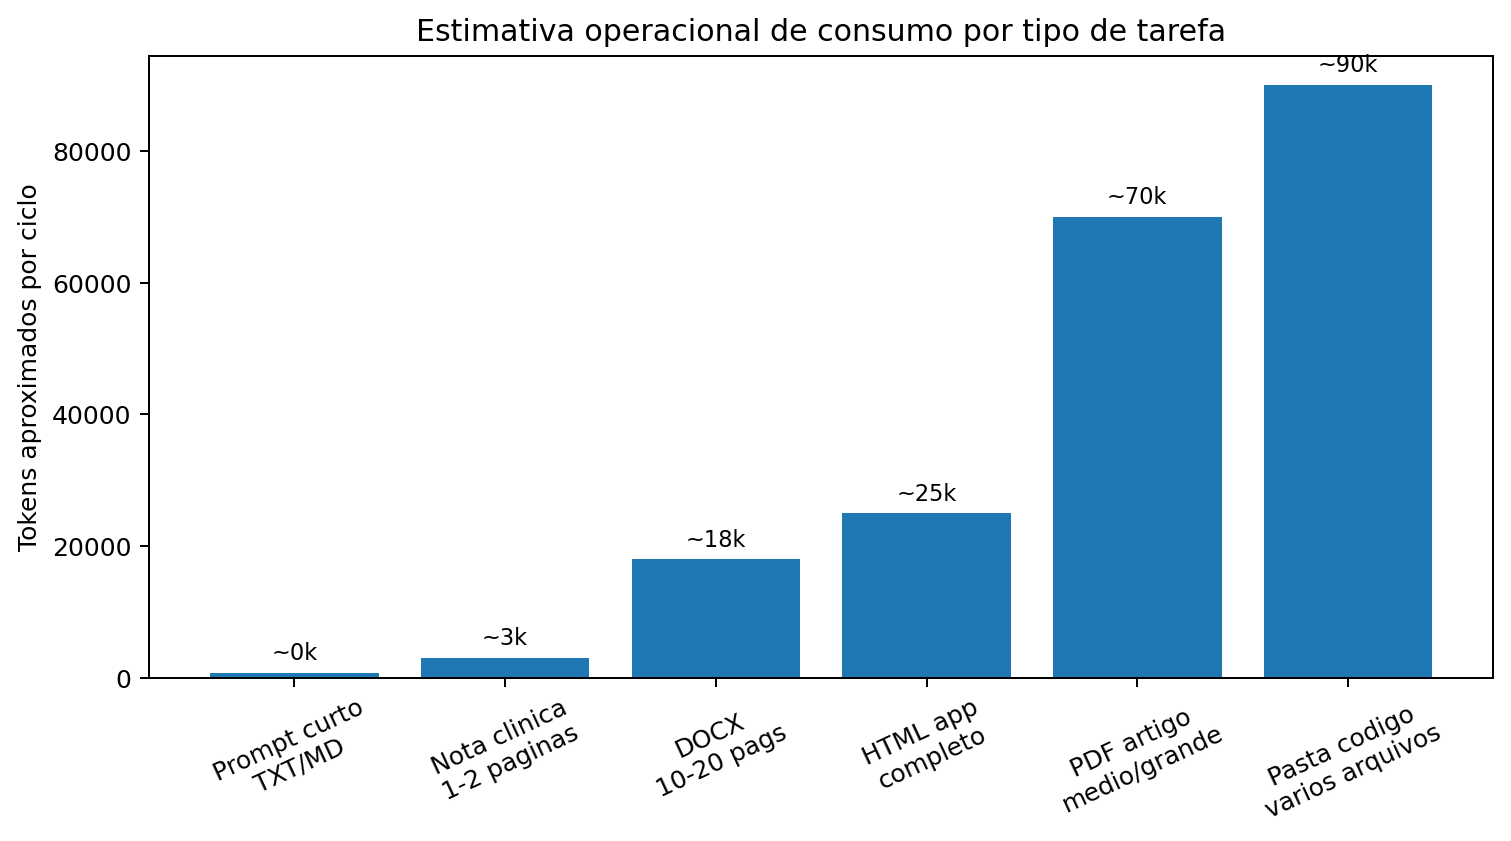 Estimativa operacional de consumo por tipo de tarefa
Tokens aproximados por ciclo
80000
60000
40000
20000
0
~0k
~3k
~18k
~25k
~70k
~90k
Prompt curto
TXT/MD
Nota clinica
1-2 paginas
DOCX
10-20 pags
HTML app
completo
PDF artigo
medio/grande
Pasta codigo
varios arquivos